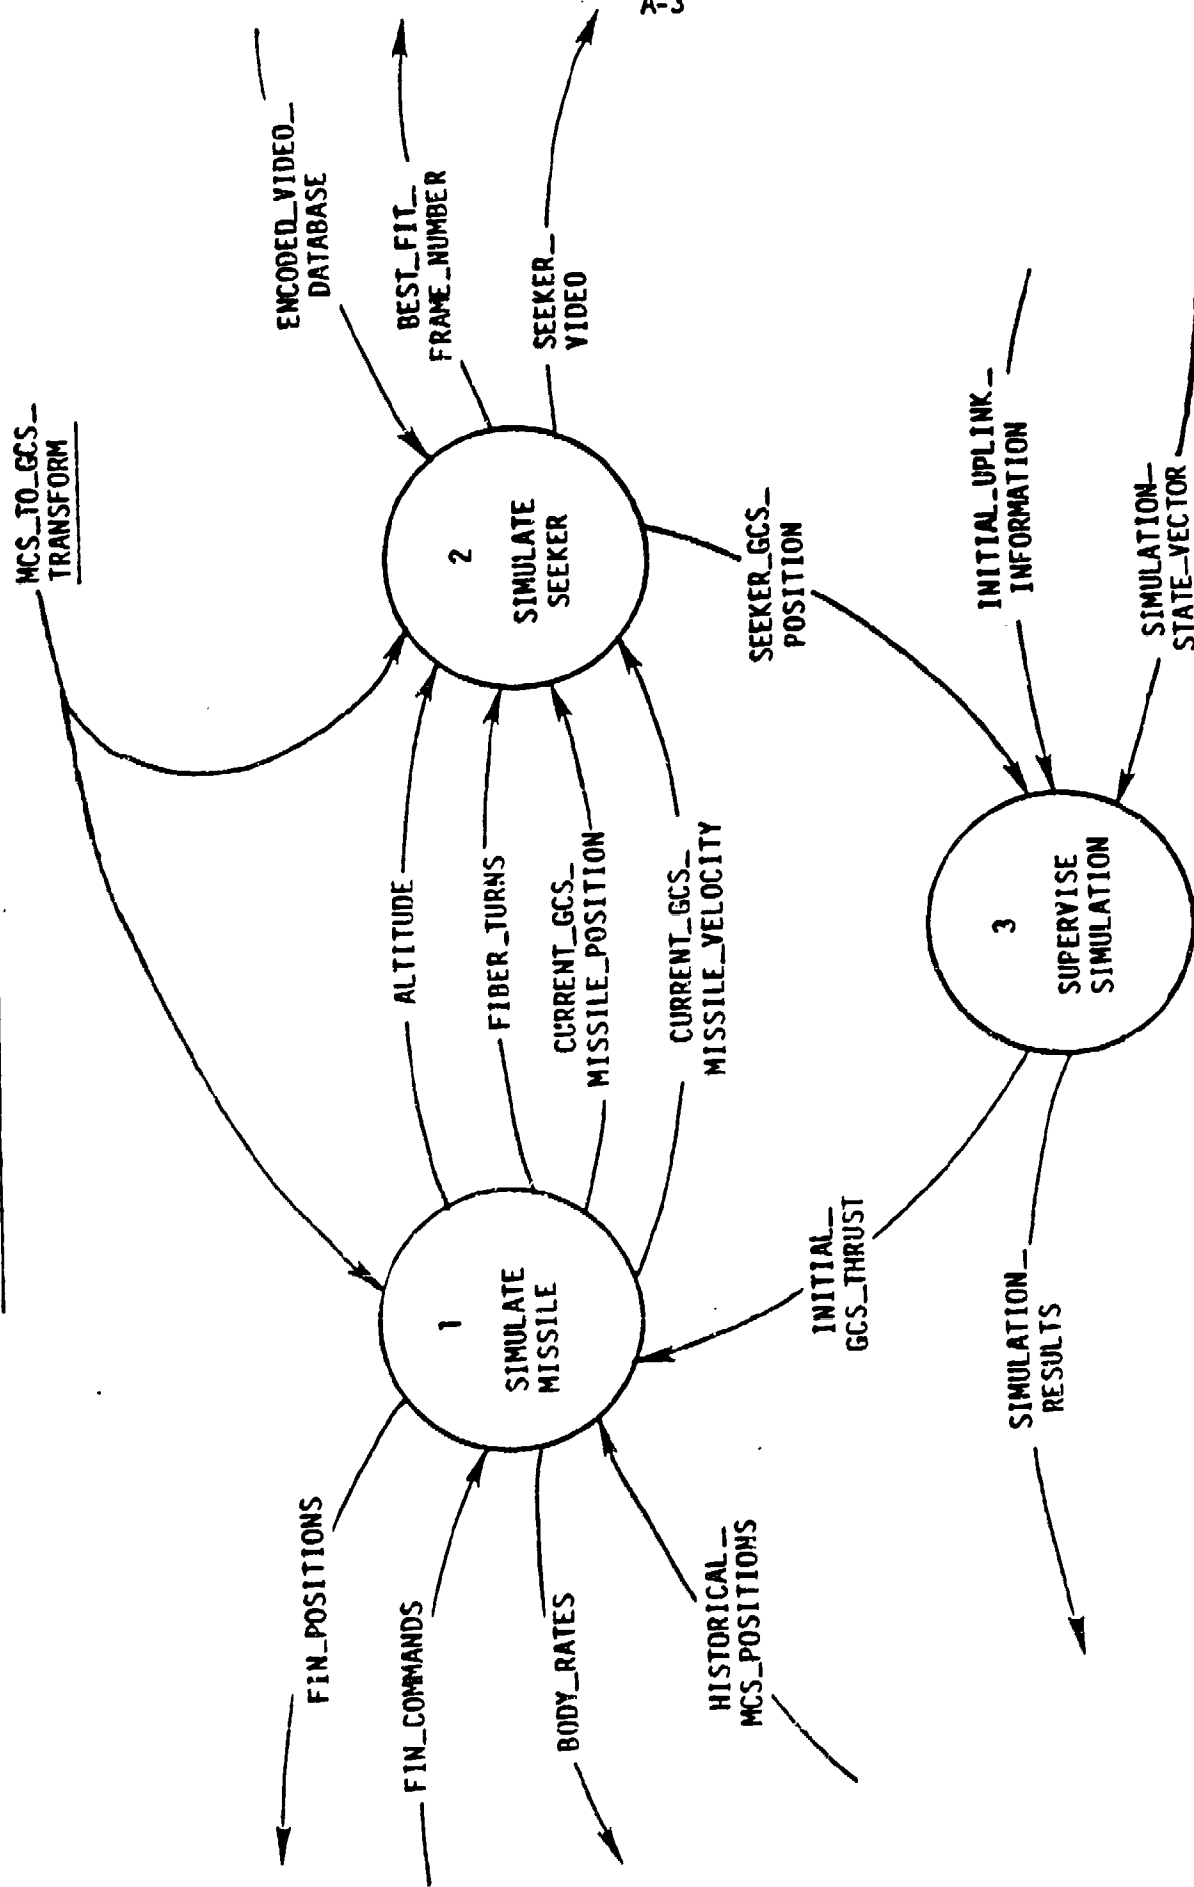 A-3
MCS_TO_GCS_
TRANSFORM
ENCODED_VIDEO_
DATABASE
BEST_FIT_
FRAME_NUMBER
SEEKER_
VIDEO
2
SIMULATE
SEEKER
ALTITUDE
FIBER_TURNS
CURRENT_GCS_
MISSILE_POSITION
CURRENT_GCS_
MISSILE_VELOCITY
1
SIMULATE
MISSILE
FIN_POSITIONS
FIN_COMMANDS
BODY_RATES
HISTORICAL_
MCS_POSITIONS
INITIAL_
GCS_THRUST
SEEKER_GCS_
POSITION
INITIAL_UPLINK_
INFORMATION
SIMULATION_
STATE_VECTOR
3
SUPERVISE
SIMULATION
SIMULATION_
RESULTS